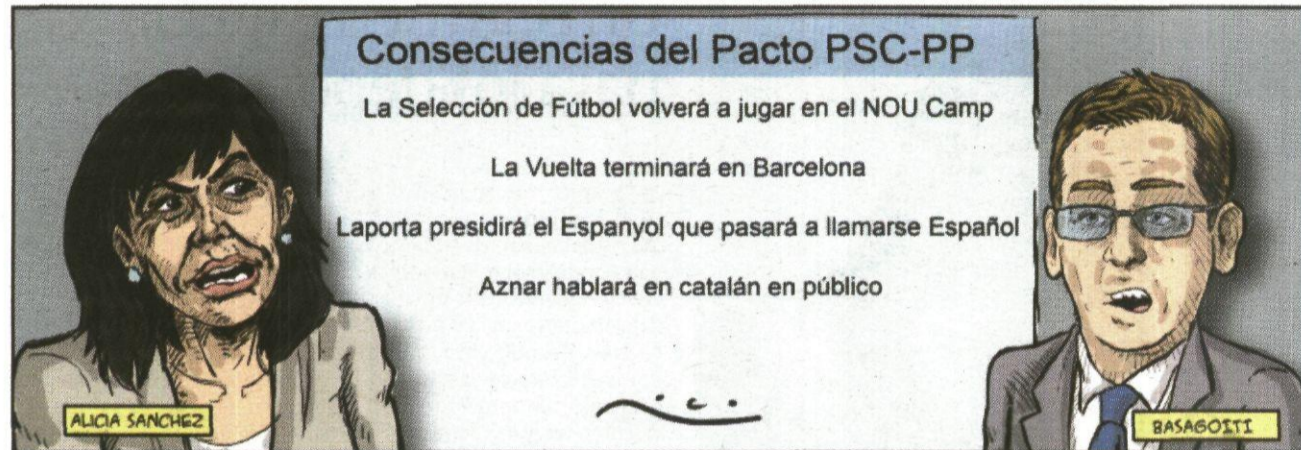 Consecuencias del Pacto PSC-PP
La Selección de Fútbol volverá a jugar en el NOU Camp
La Vuelta terminará en Barcelona
Laporta presidirá el Espanyol que pasará a llamarse Español
Aznar hablará en catalán en público
ALICIA SANCHEZ
BASAGOITI